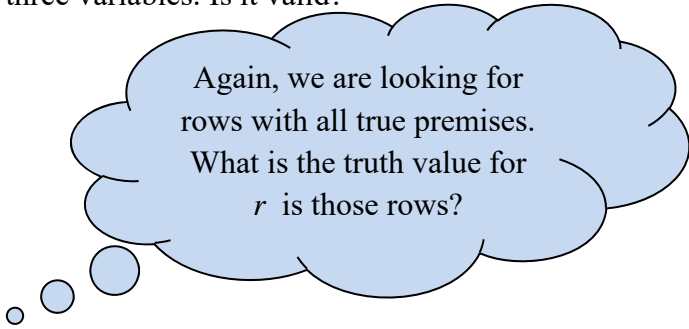 three variables. Is it valid?
Again, we are looking for
rows with all true premises.
What is the truth value for
r is those rows?